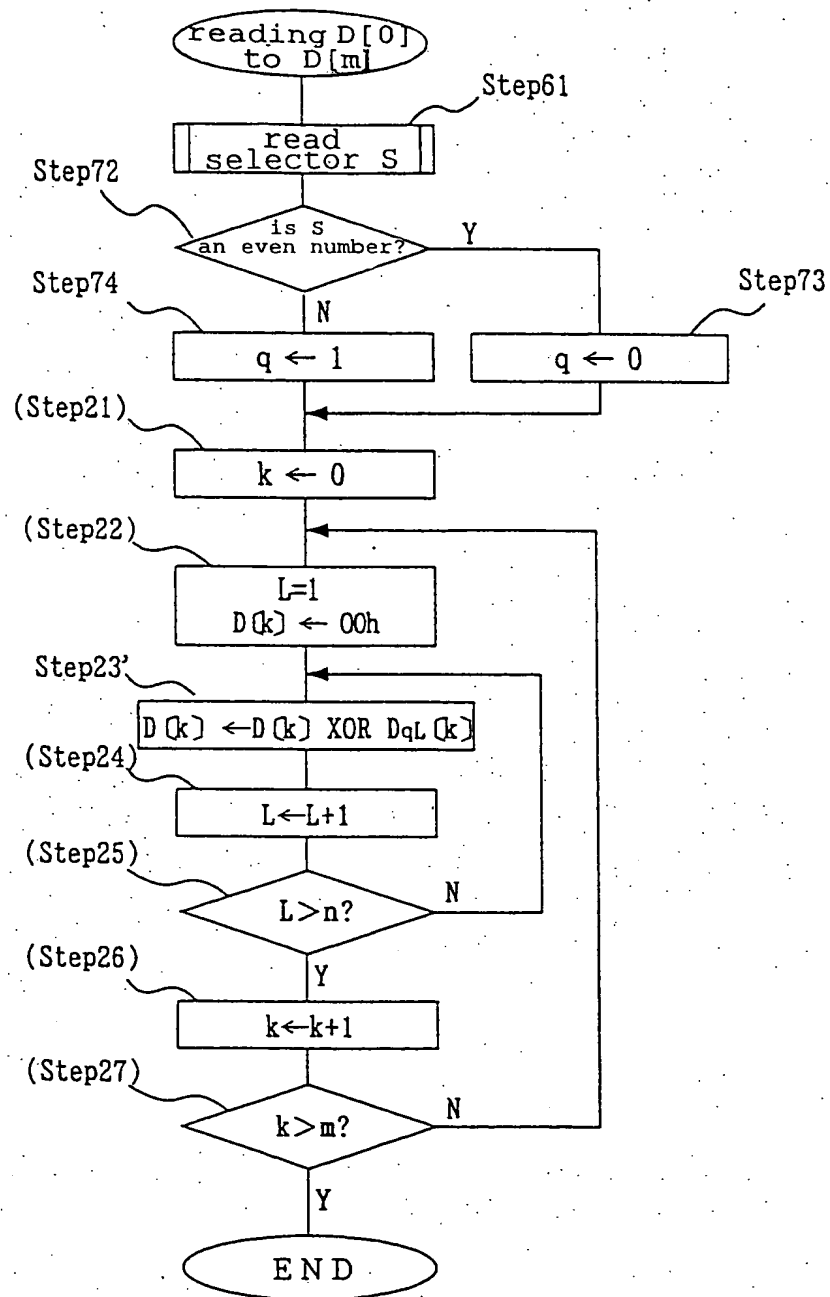 reading D[0]
to D[m]
Step61
read
selector S
Step72
is S
an even number?
Y
Step74
N
Step73
q ← 1
q ← 0
(Step21)
k ← 0
(Step22)
L=1
D[k] ← 00h
Step23'
D[k] ←D[k] XOR DqL[k]
(Step24)
L←L+1
(Step25)
L>n?
N
Y
(Step26)
k←k+1
(Step27)
k>m?
N
Y
END